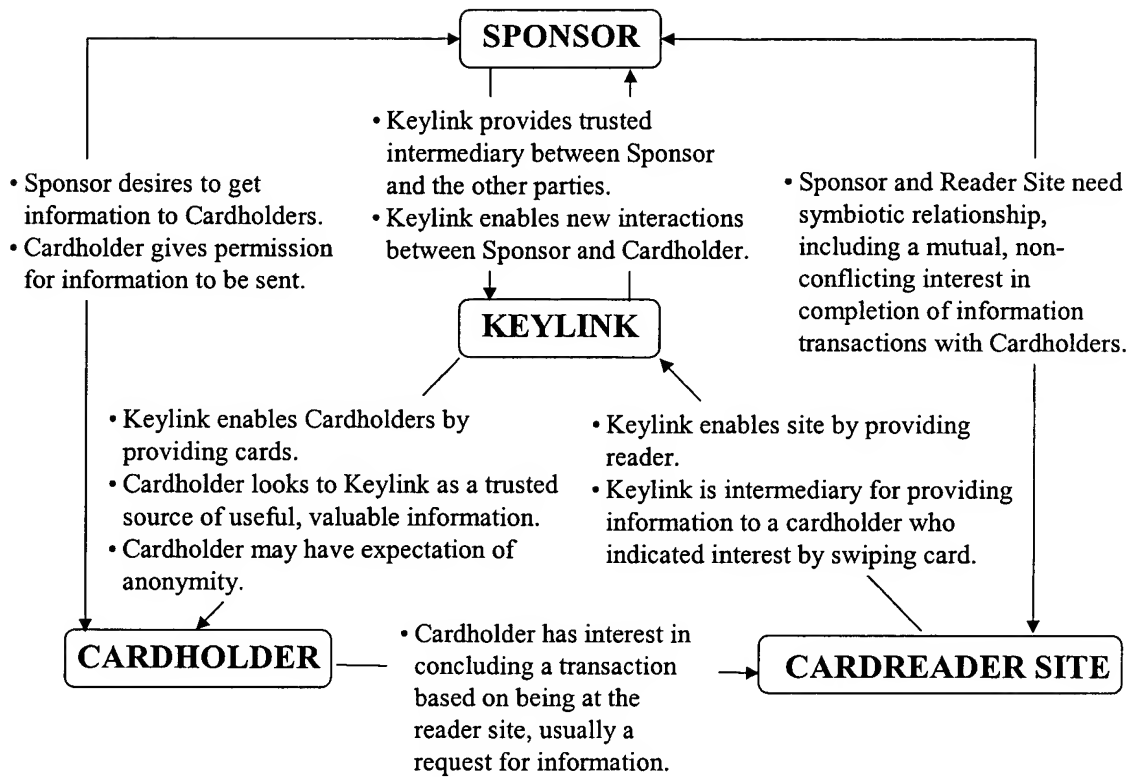 SPONSOR
• Keylink provides trusted
intermediary between Sponsor
and the other parties.
• Keylink enables new interactions
between Sponsor and Cardholder.
• Sponsor desires to get
information to Cardholders.
• Cardholder gives permission
for information to be sent.
• Sponsor and Reader Site need
symbiotic relationship,
including a mutual, non-
conflicting interest in
completion of information
transactions with Cardholders.
KEYLINK
• Keylink enables Cardholders by
providing cards.
• Cardholder looks to Keylink as a trusted
source of useful, valuable information.
• Cardholder may have expectation of
anonymity.
• Keylink enables site by providing
reader.
• Keylink is intermediary for providing
information to a cardholder who
indicated interest by swiping card.
CARDHOLDER
• Cardholder has interest in
concluding a transaction
based on being at the
reader site, usually a
request for information.
CARDREADER SITE